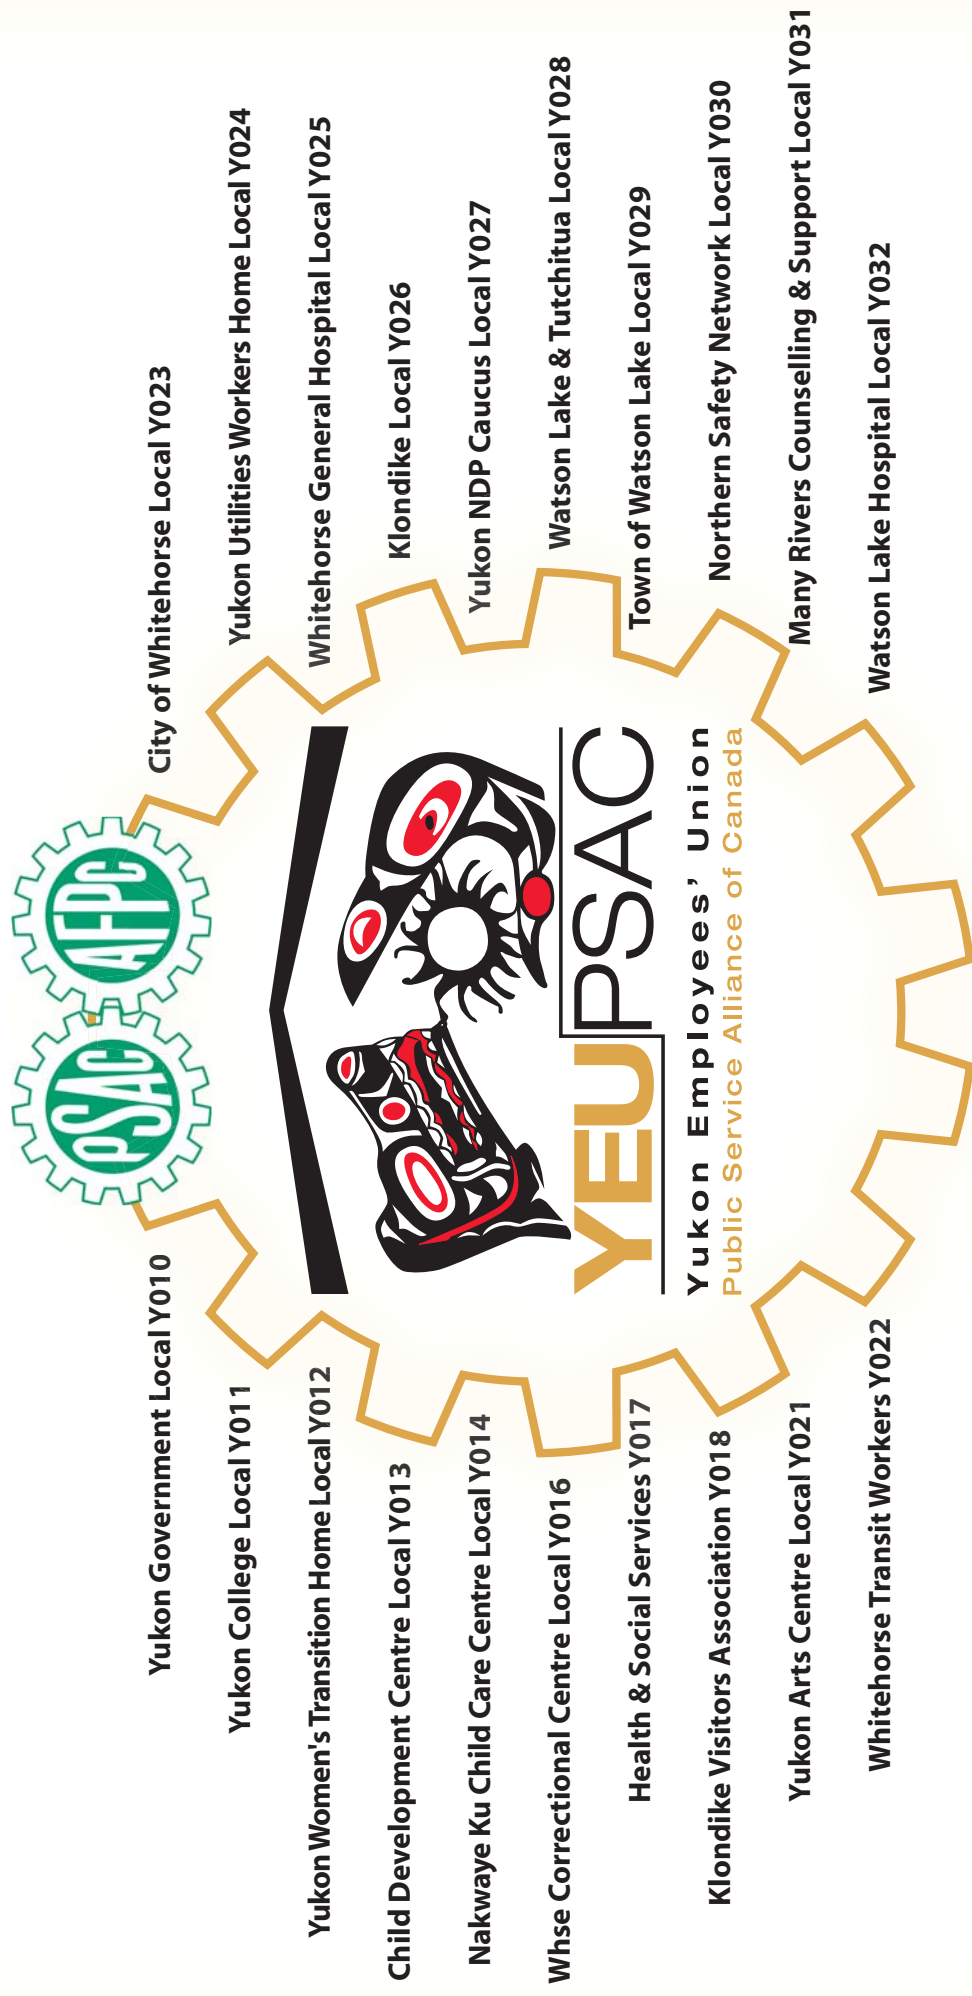 PSAC AFPC
Yukon Government Local Y010
Yukon College Local Y011
Yukon Women's Transition Home Local Y012
Child Development Centre Local Y013
Nakwaye Ku Child Care Centre Local Y014
Whse Correctional Centre Local Y016
Health & Social Services Y017
Klondike Visitors Association Y018
Yukon Arts Centre Local Y021
Whitehorse Transit Workers Y022
YEU PSAC
Yukon Employees' Union
Public Service Alliance of Canada
City of Whitehorse Local Y023
Yukon Utilities Workers Home Local Y024
Whitehorse General Hospital Local Y025
Klondike Local Y026
Yukon NDP Caucus Local Y027
Watson Lake & Tutchitua Local Y028
Town of Watson Lake Local Y029
Northern Safety Network Local Y030
Many Rivers Counselling & Support Local Y031
Watson Lake Hospital Local Y032